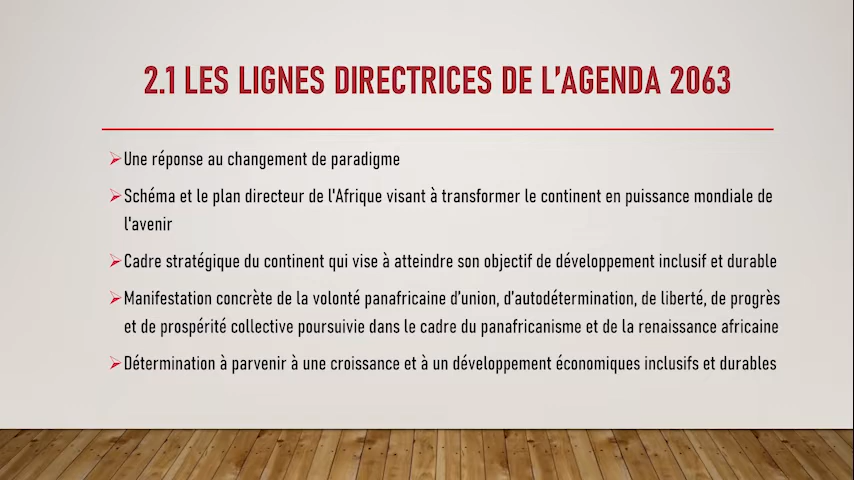 2.1 LES LIGNES DIRECTRICES DE L'AGENDA 2063
Une réponse au changement de paradigme
Schéma et le plan directeur de l'Afrique visant à transformer le continent en puissance mondiale de
l'avenir
Cadre stratégique du continent qui vise à atteindre son objectif de développement inclusif et durable
Manifestation concrète de la volonté panafricaine d'union, d'autodétermination, de liberté, de progrès
et de prospérité collective poursuivie dans le cadre du panafricanisme et de la renaissance africaine
Détermination à parvenir à une croissance et à un développement économiques inclusifs et durables